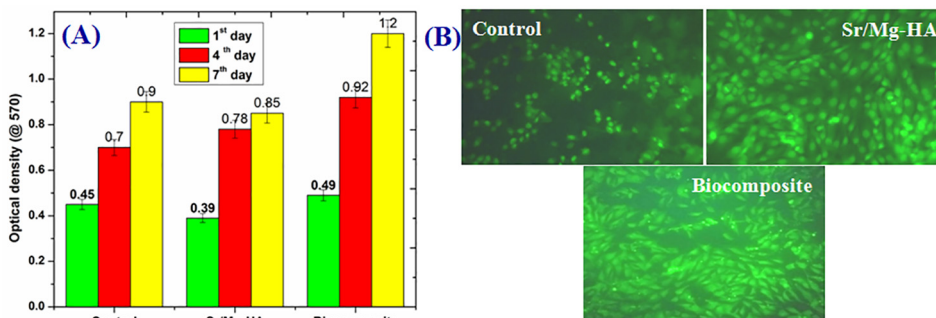 (A)
1st day
4th day
7th day
Optical density (@ 570)
1.2
1.0
0.8
0.6
0.4
0.2
0.0
0.45
0.7
0.9
0.39
0.78
0.85
0.49
0.92
1.2
(B)
Control
Sr/Mg-HA
Biocomposite